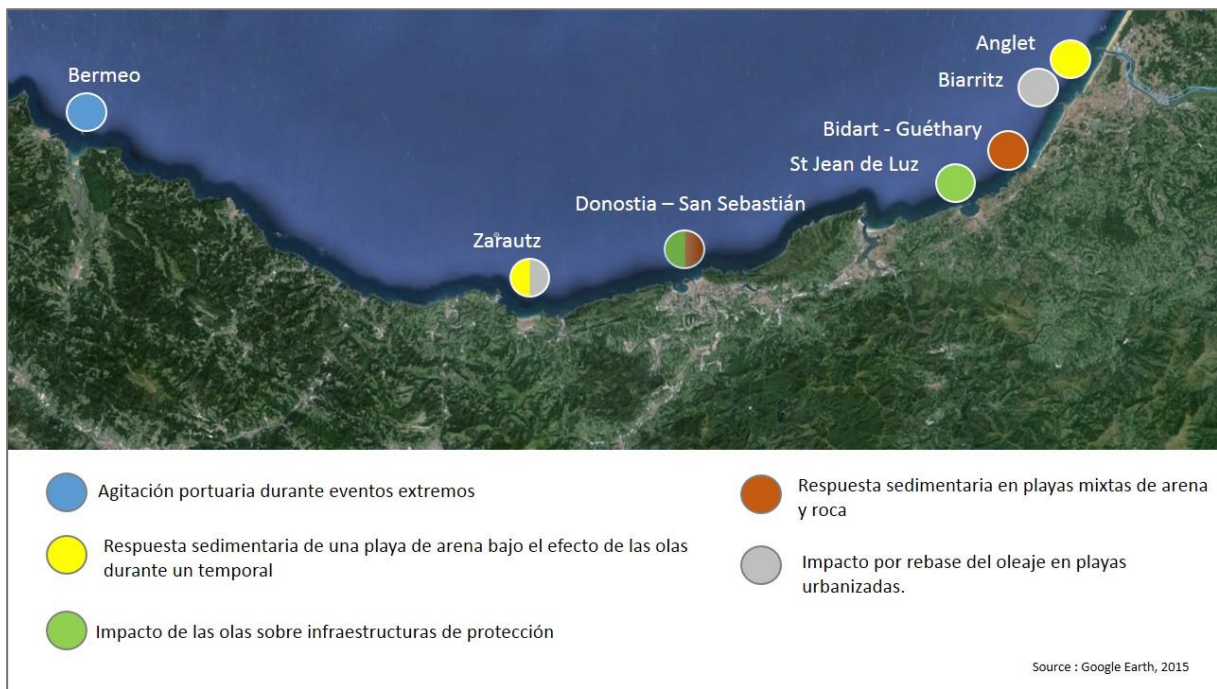 Anglet
Bermeo
Biarritz
Bidart - Guéthary
St Jean de Luz
Donostia – San Sebastián
Zarautz
Agitación portuaria durante eventos extremos
Respuesta sedimentaria de una playa de arena bajo el efecto de las olas
durante un temporal
Impacto de las olas sobre infraestructuras de protección
Respuesta sedimentaria en playas mixtas de arena
y roca
Impacto por rebase del oleaje en playas
urbanizadas.
Source : Google Earth, 2015